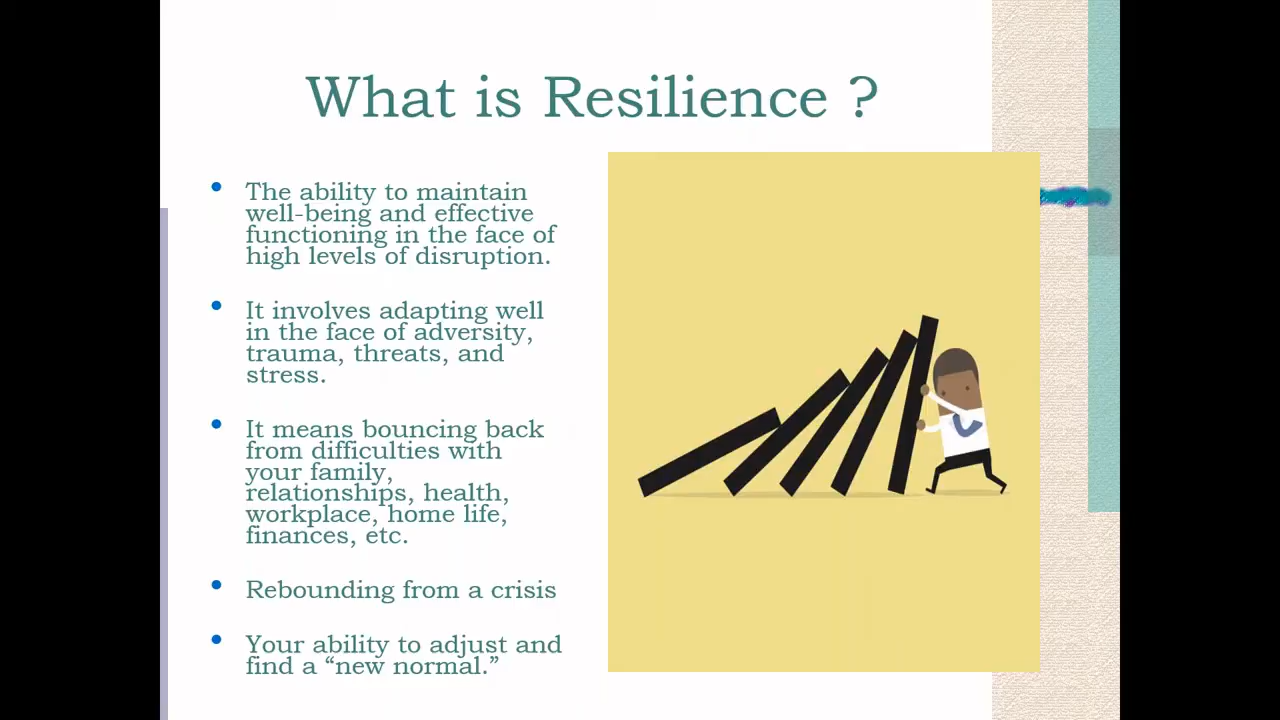 What is Resilience ?
The ability to maintain
well-being and effective
functioning in the face of
high levels of disruption.
It involves adapting well
in the face of adversity,
trauma, threats, and
stress.
It means bouncing back
from difficulties with
your family,
relationships, health,
workplace, home life,
finances, etc.
Rebounding from a crisis
Your ability to adjust and
find a “new normal.”